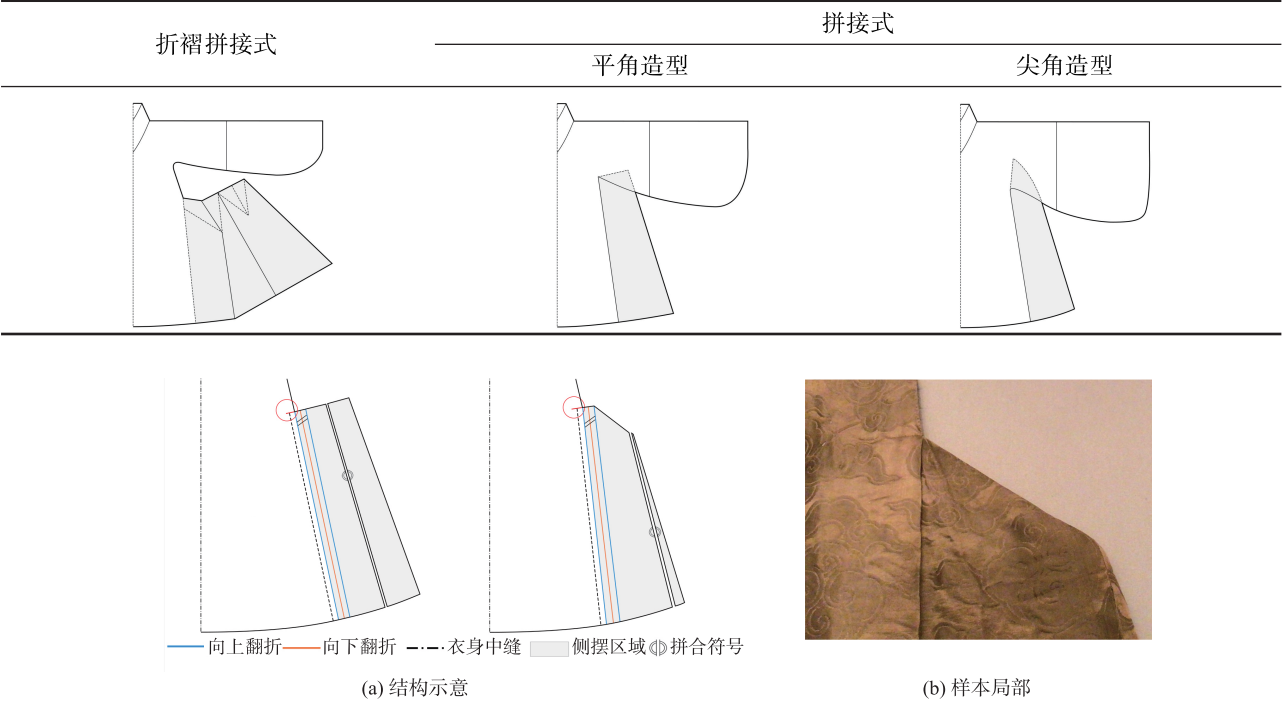 折褶拼接式
拼接式
平角造型
尖角造型
向上翻折
向下翻折
衣身中缝
侧摆区域
拼合符号
(a) 结构示意
(b) 样本局部